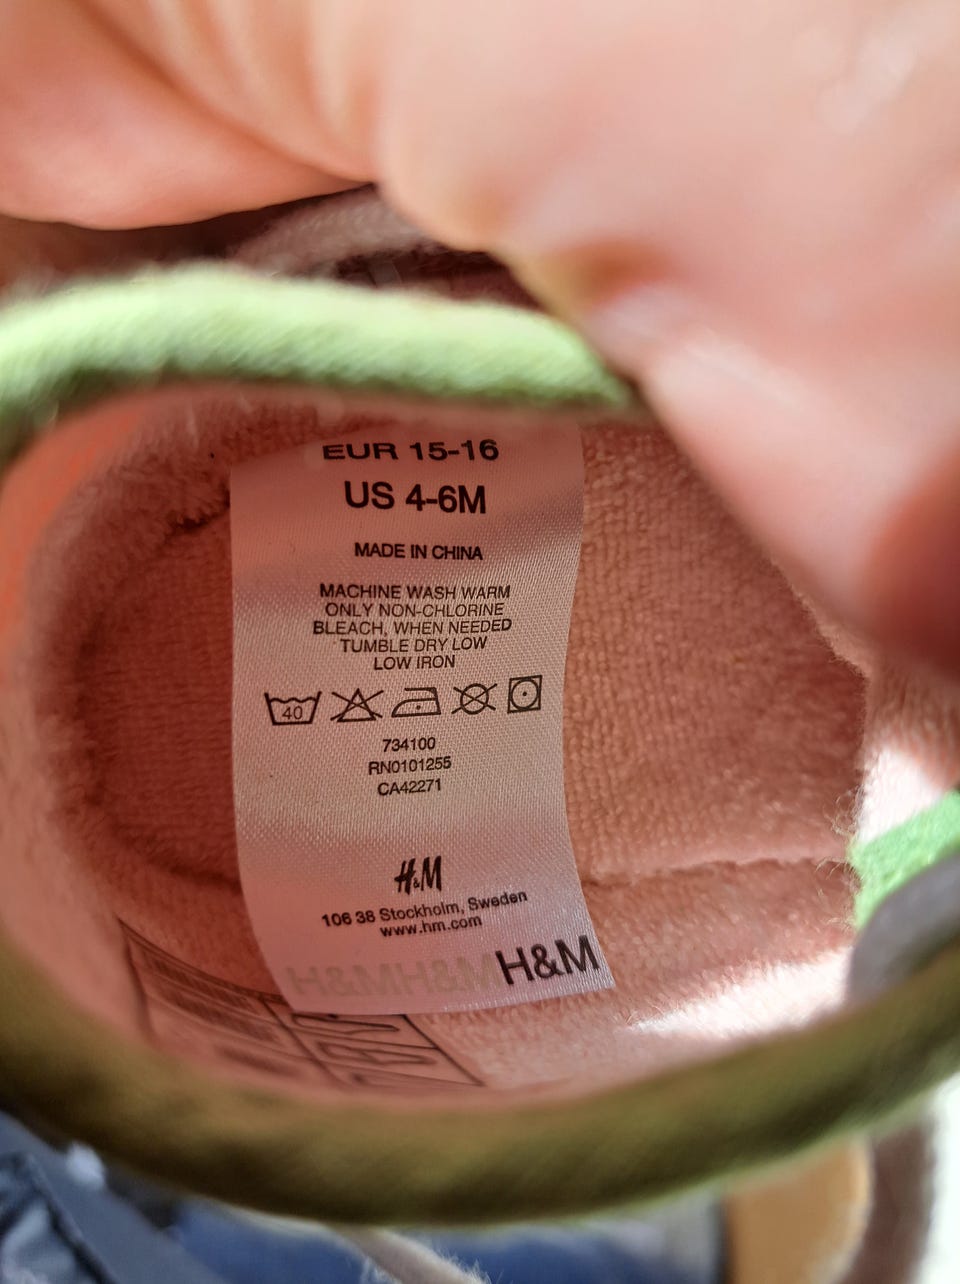 EUR 15-16
US 4-6M
MADE IN CHINA
MACHINE WASH WARM
ONLY NON-CHLORINE
BLEACH, WHEN NEEDED
TUMBLE DRY LOW
LOW IRON
40
734100
RN0101255
CA42271
H&M
106 38 Stockholm, Sweden
www.hm.com
H&MH&MH&M